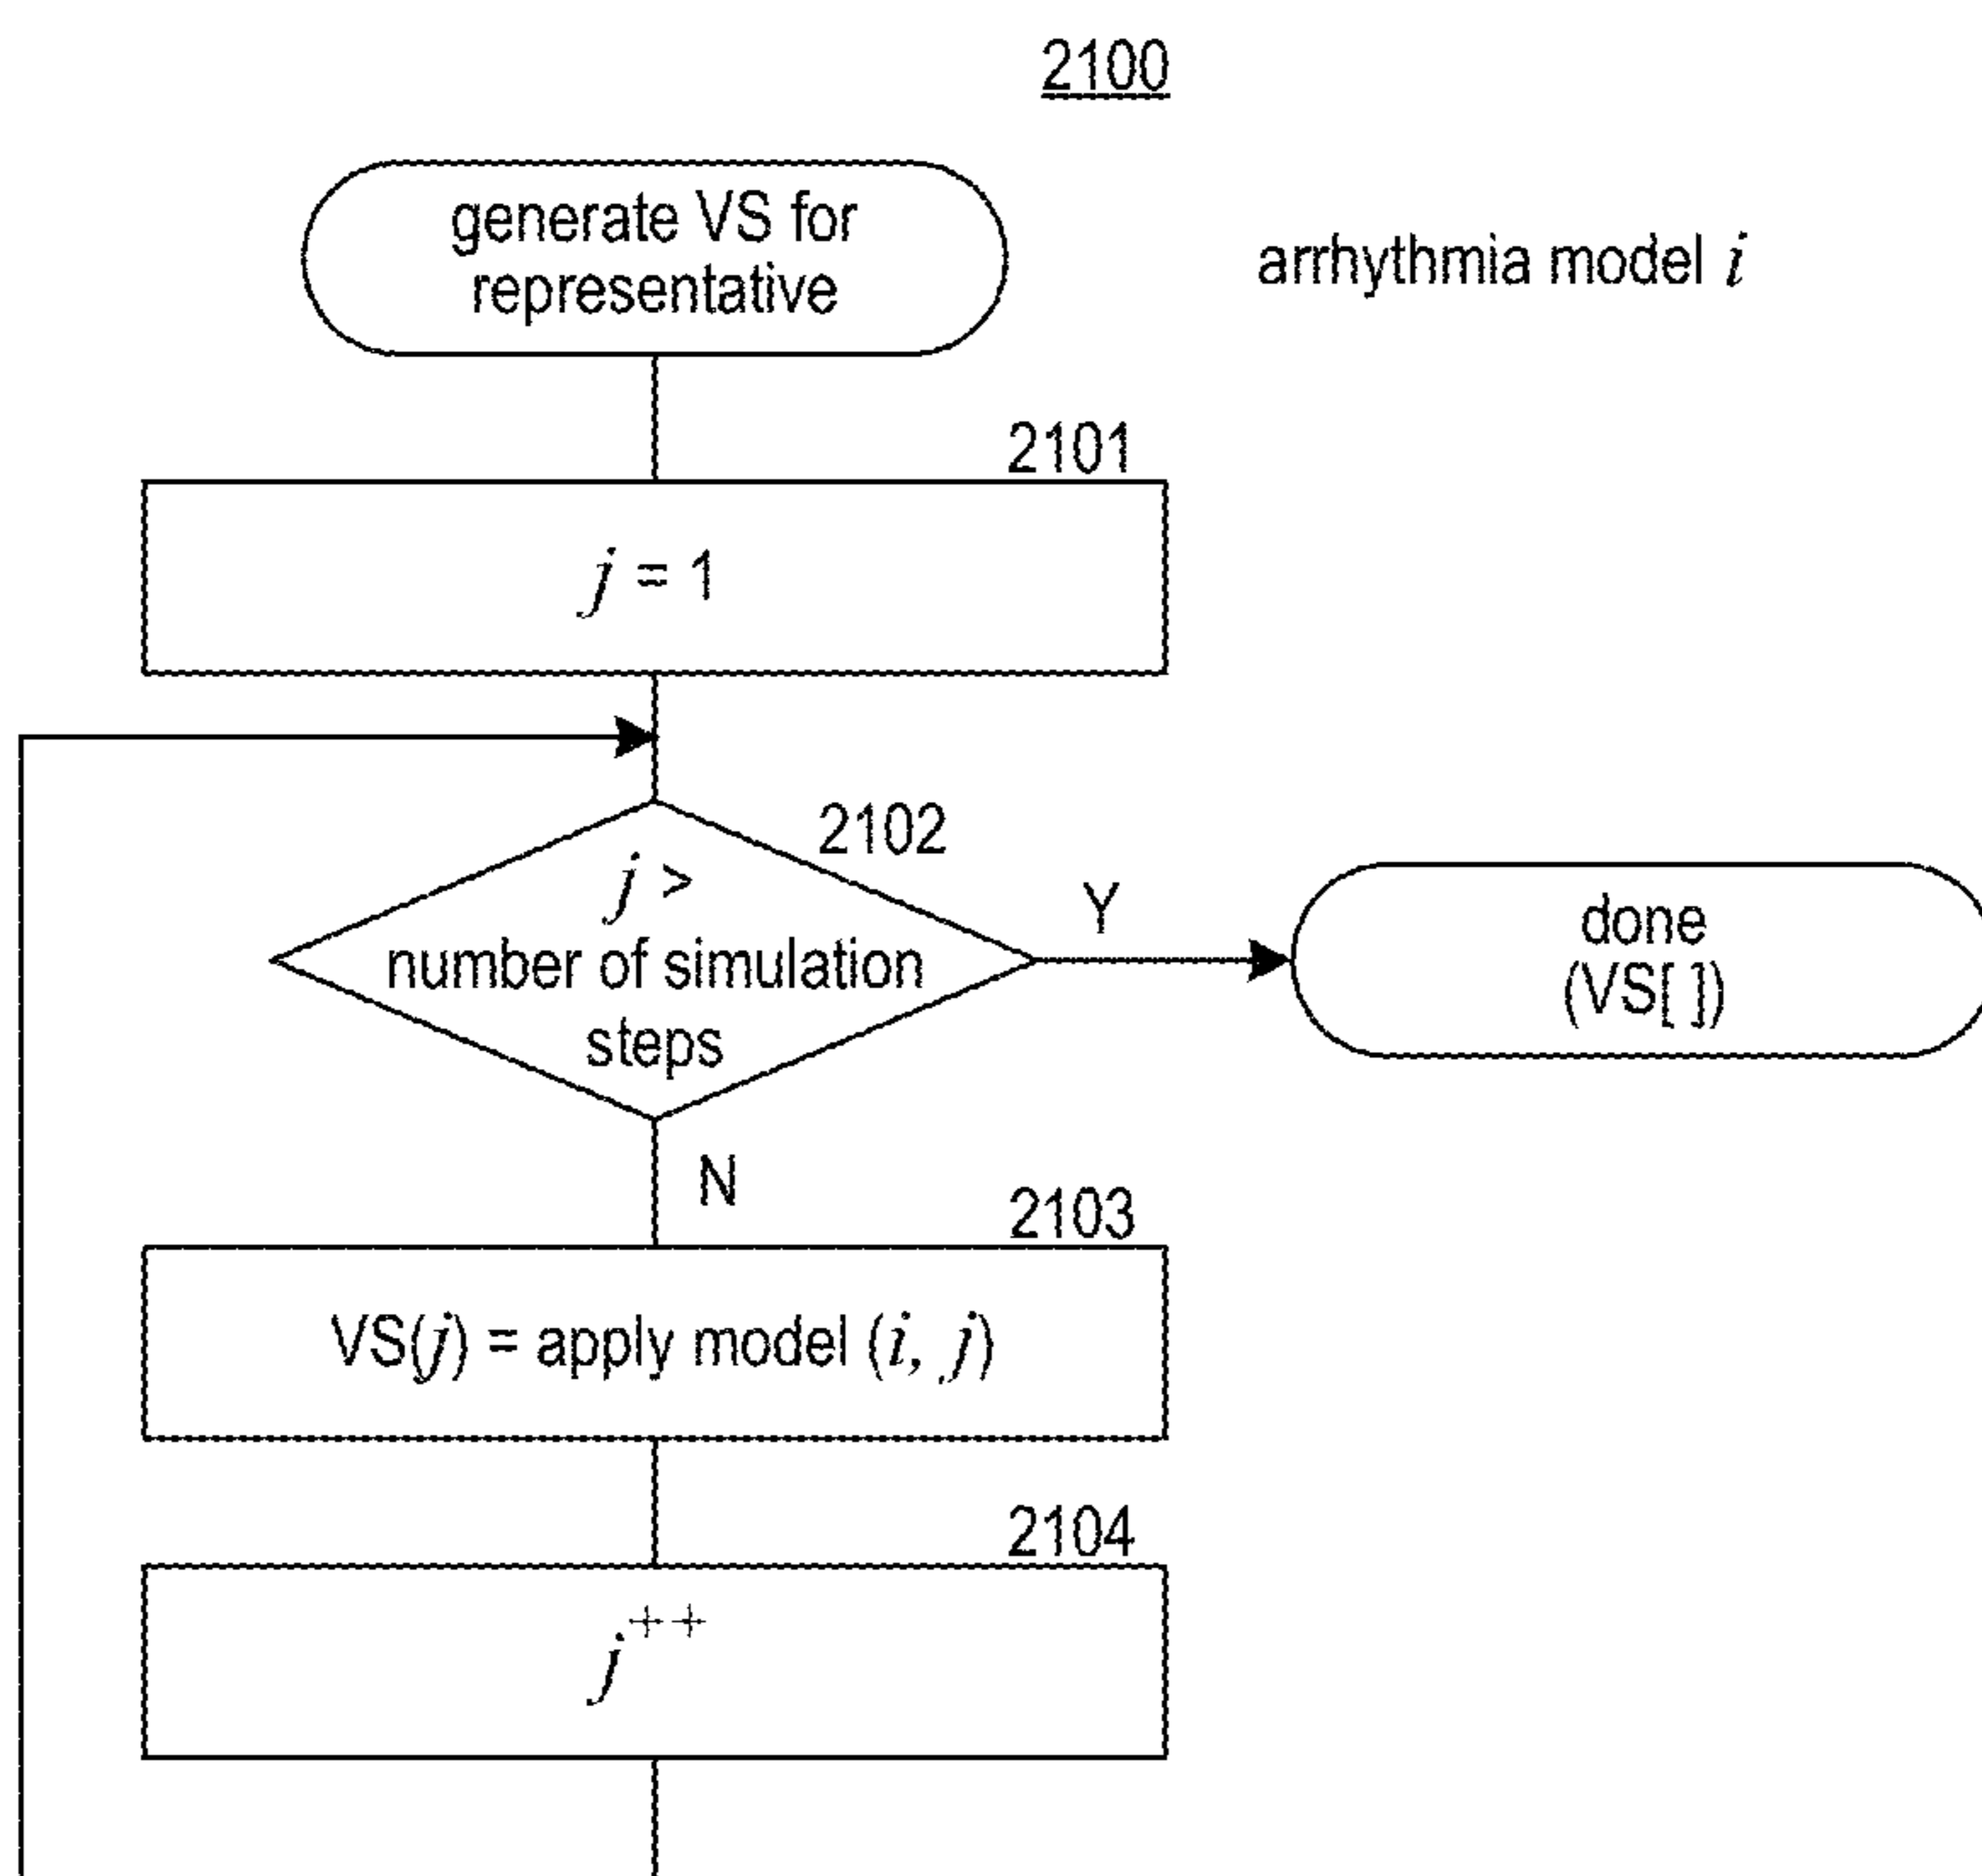 2100
generate VS for
representative
arrhythmia model i
2101
j = 1
2102
j >
number of simulation
steps
Y
done
(VS[ ])
N
2103
VS(j) = apply model (i, j)
2104
j++